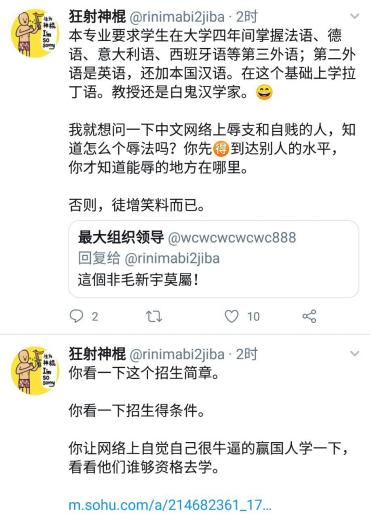 狂射神棍 @rinimabi2jiba · 2时
本专业要求学生在大学四年间掌握法语、德
语、意大利语、西班牙语等第三外语；第二外
语是英语，还加本国汉语。在这个基础上学拉
丁语。教授还是白鬼汉学家。😄
我就想问一下中文网络上辱支和自贱的人，知
道怎么个辱法吗？你先🉐到达别人的水平，
你才知道能辱的地方在哪里。
否则，徒增笑料而已。
最大组织领导 @wcwcwcwcwc888
回复给 @rinimabi2jiba
這個非毛新宇莫屬！
2 10
狂射神棍 @rinimabi2jiba · 2时
你看一下这个招生简章。
你看一下招生得条件。
你让网络上自觉自己很牛逼的赢国人学一下，
看看他们谁够资格去学。
m.sohu.com/a/214682361_17...